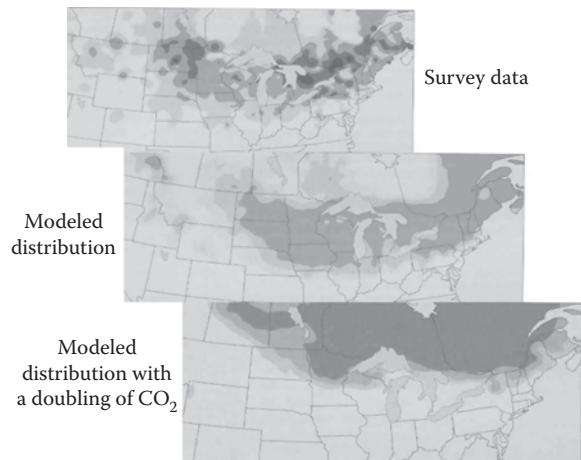 Survey data
Modeled
distribution
Modeled
distribution with
a doubling of CO₂